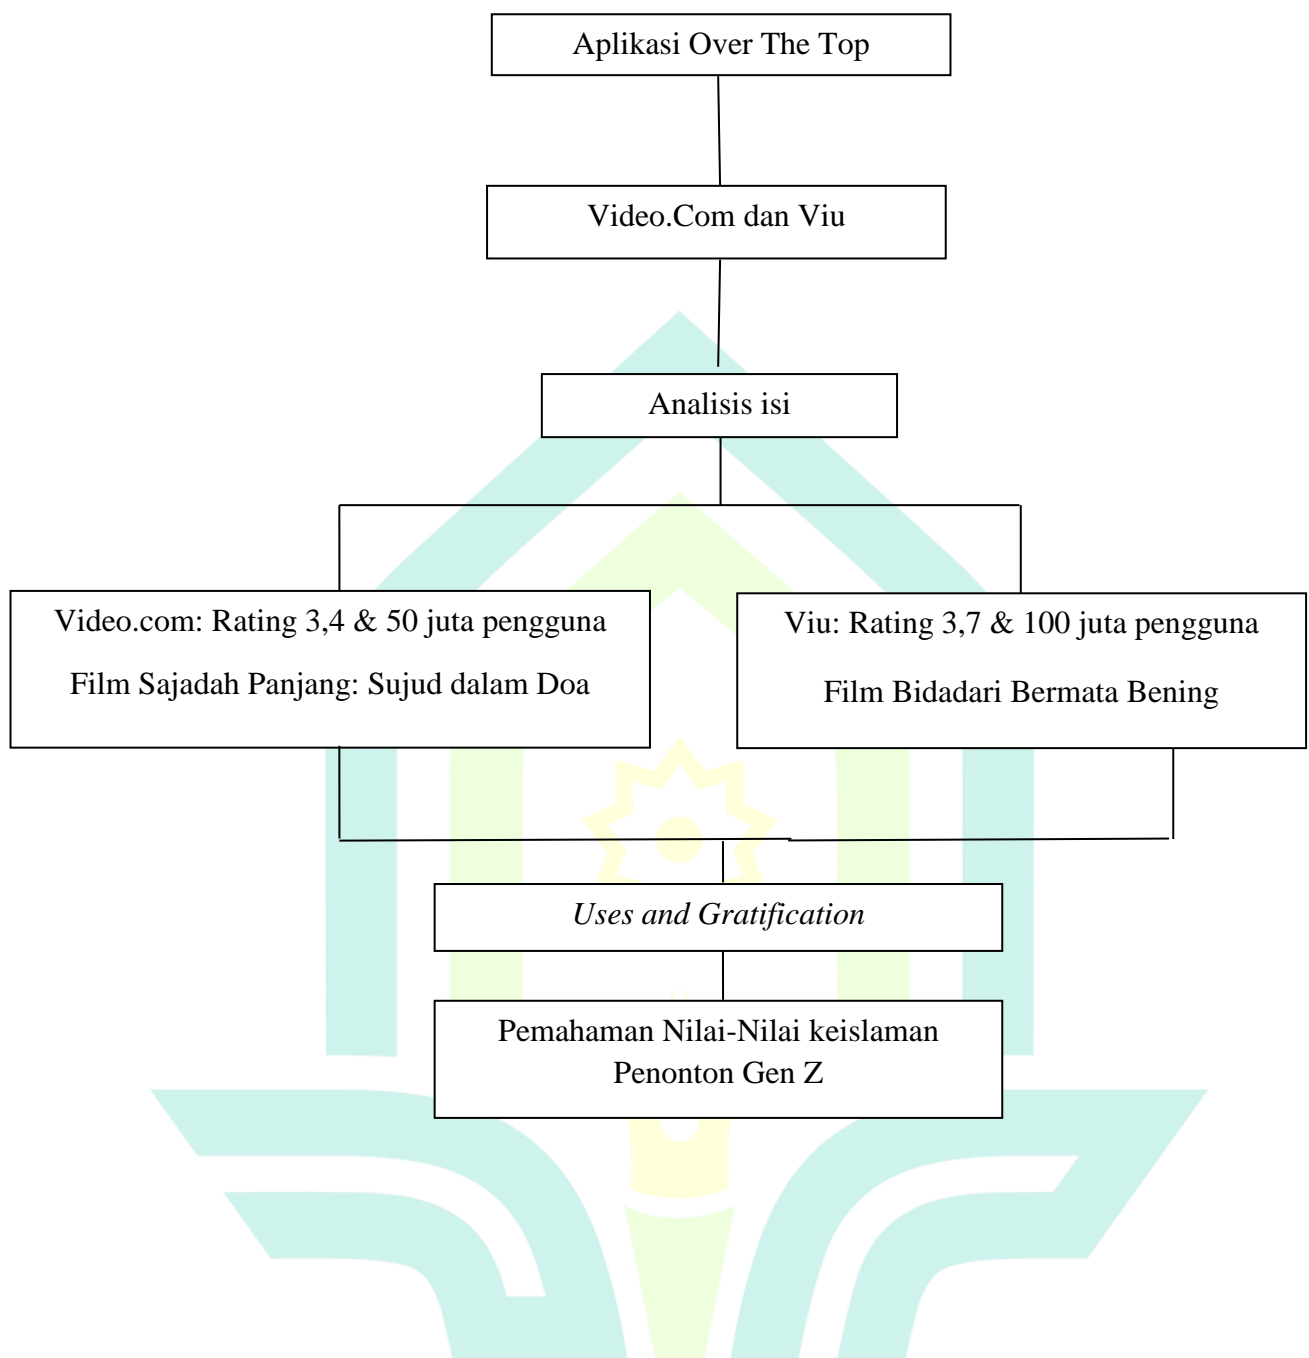 Aplikasi Over The Top
Video.Com dan Viu
Analisis isi
Video.com: Rating 3,4 & 50 juta pengguna
Film Sajadah Panjang: Sujud dalam Doa
Viu: Rating 3,7 & 100 juta pengguna
Film Bidadari Bermata Bening
Uses and Gratification
Pemahaman Nilai-Nilai keislaman
Penonton Gen Z